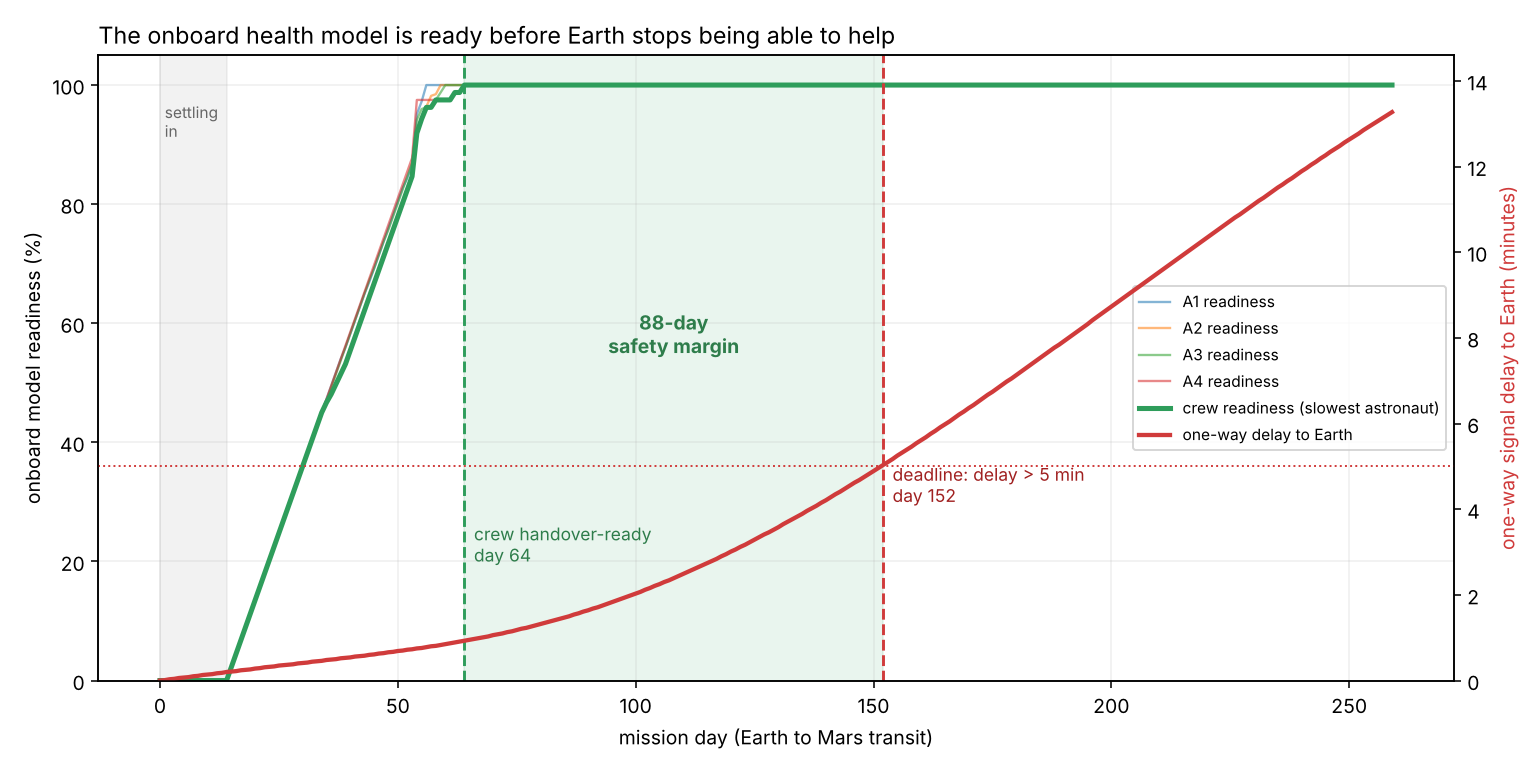 The onboard health model is ready before Earth stops being able to help
onboard model readiness (%)
100
80
60
40
20
0
settling
in
88-day
safety margin
crew handover-ready
day 64
deadline: delay > 5 min
day 152
A1 readiness
A2 readiness
A3 readiness
A4 readiness
crew readiness (slowest astronaut)
one-way delay to Earth
14
12
10
8
6
4
2
0
one-way signal delay to Earth (minutes)
0
50
100
150
200
250
mission day (Earth to Mars transit)